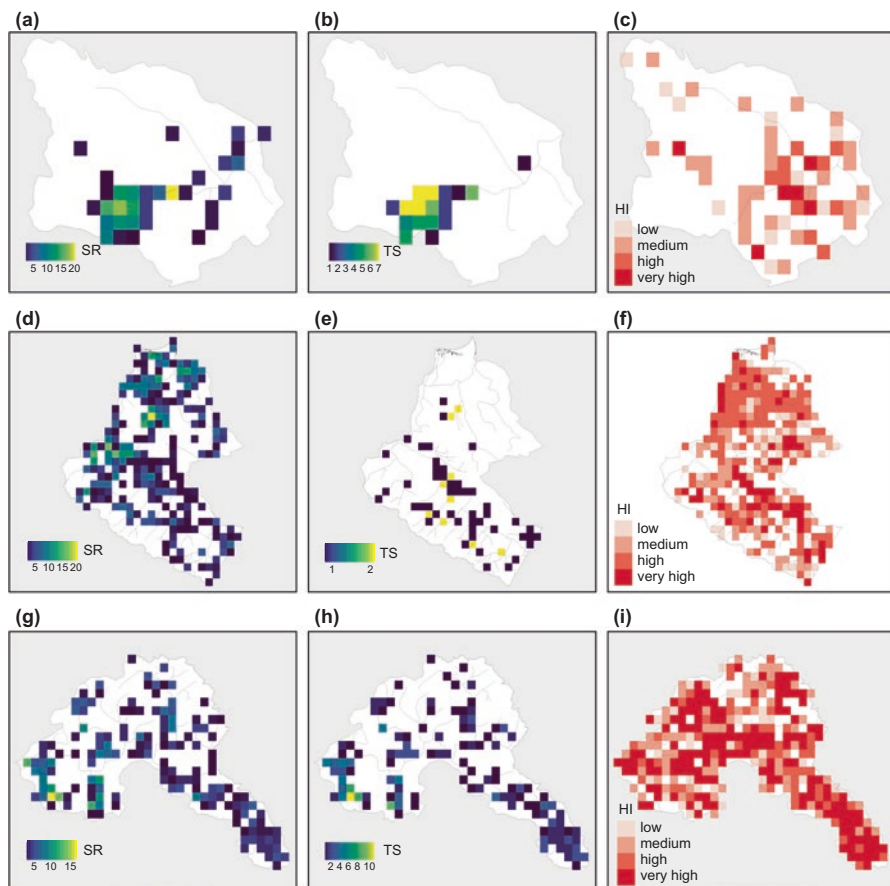 (a)
(b)
(c)
SR
5 10 15 20
TS
1 2 3 4 5 6 7
HI
low
medium
high
very high
(d)
(e)
(f)
SR
5 10 15 20
TS
1 2
HI
low
medium
high
very high
(g)
(h)
(i)
SR
5 10 15
TS
2 4 6 8 10
HI
low
medium
high
very high